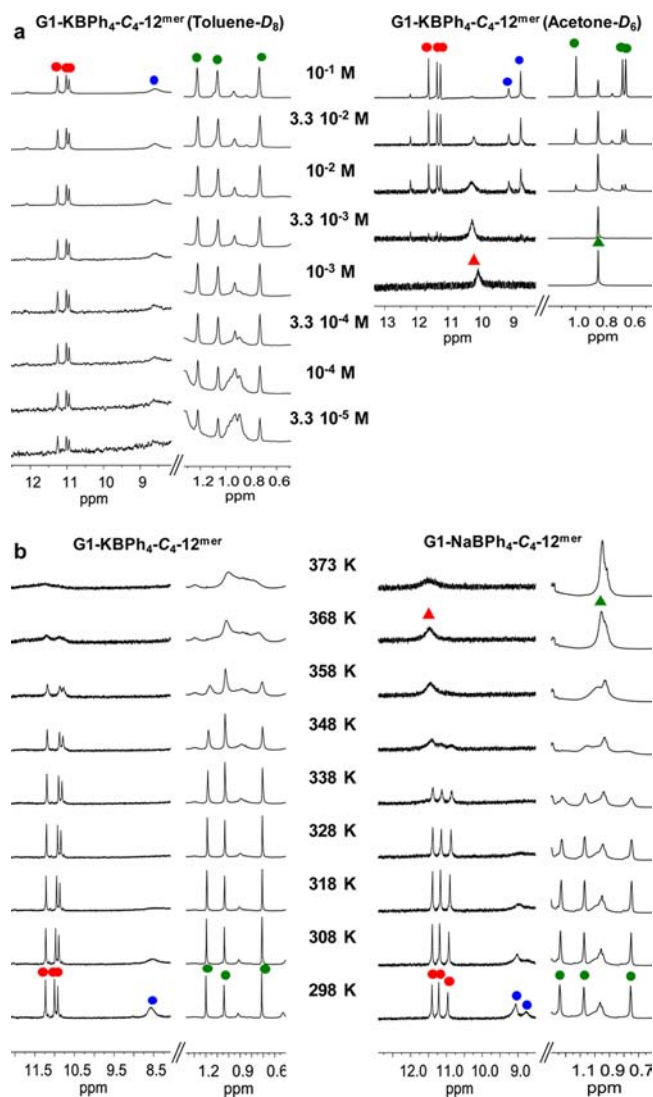 a
G1-KBPh₄-C₄-12ᵐᵉʳ (Toluene-D₈)
G1-KBPh₄-C₄-12ᵐᵉʳ (Acetone-D₆)
10⁻¹ M
3.3 10⁻² M
10⁻² M
3.3 10⁻³ M
10⁻³ M
3.3 10⁻⁴ M
10⁻⁴ M
3.3 10⁻⁵ M
13 12 11 10 9 1.0 0.8 0.6
ppm ppm
12 11 10 9 1.2 1.0 0.8 0.6
ppm ppm
b
G1-KBPh₄-C₄-12ᵐᵉʳ
G1-NaBPh₄-C₄-12ᵐᵉʳ
373 K
368 K
358 K
348 K
338 K
328 K
318 K
308 K
298 K
11.5 10.5 9.5 8.5 1.2 0.9 0.6
ppm ppm
12.0 11.0 10.0 9.0 1.1 0.9 0.7
ppm ppm